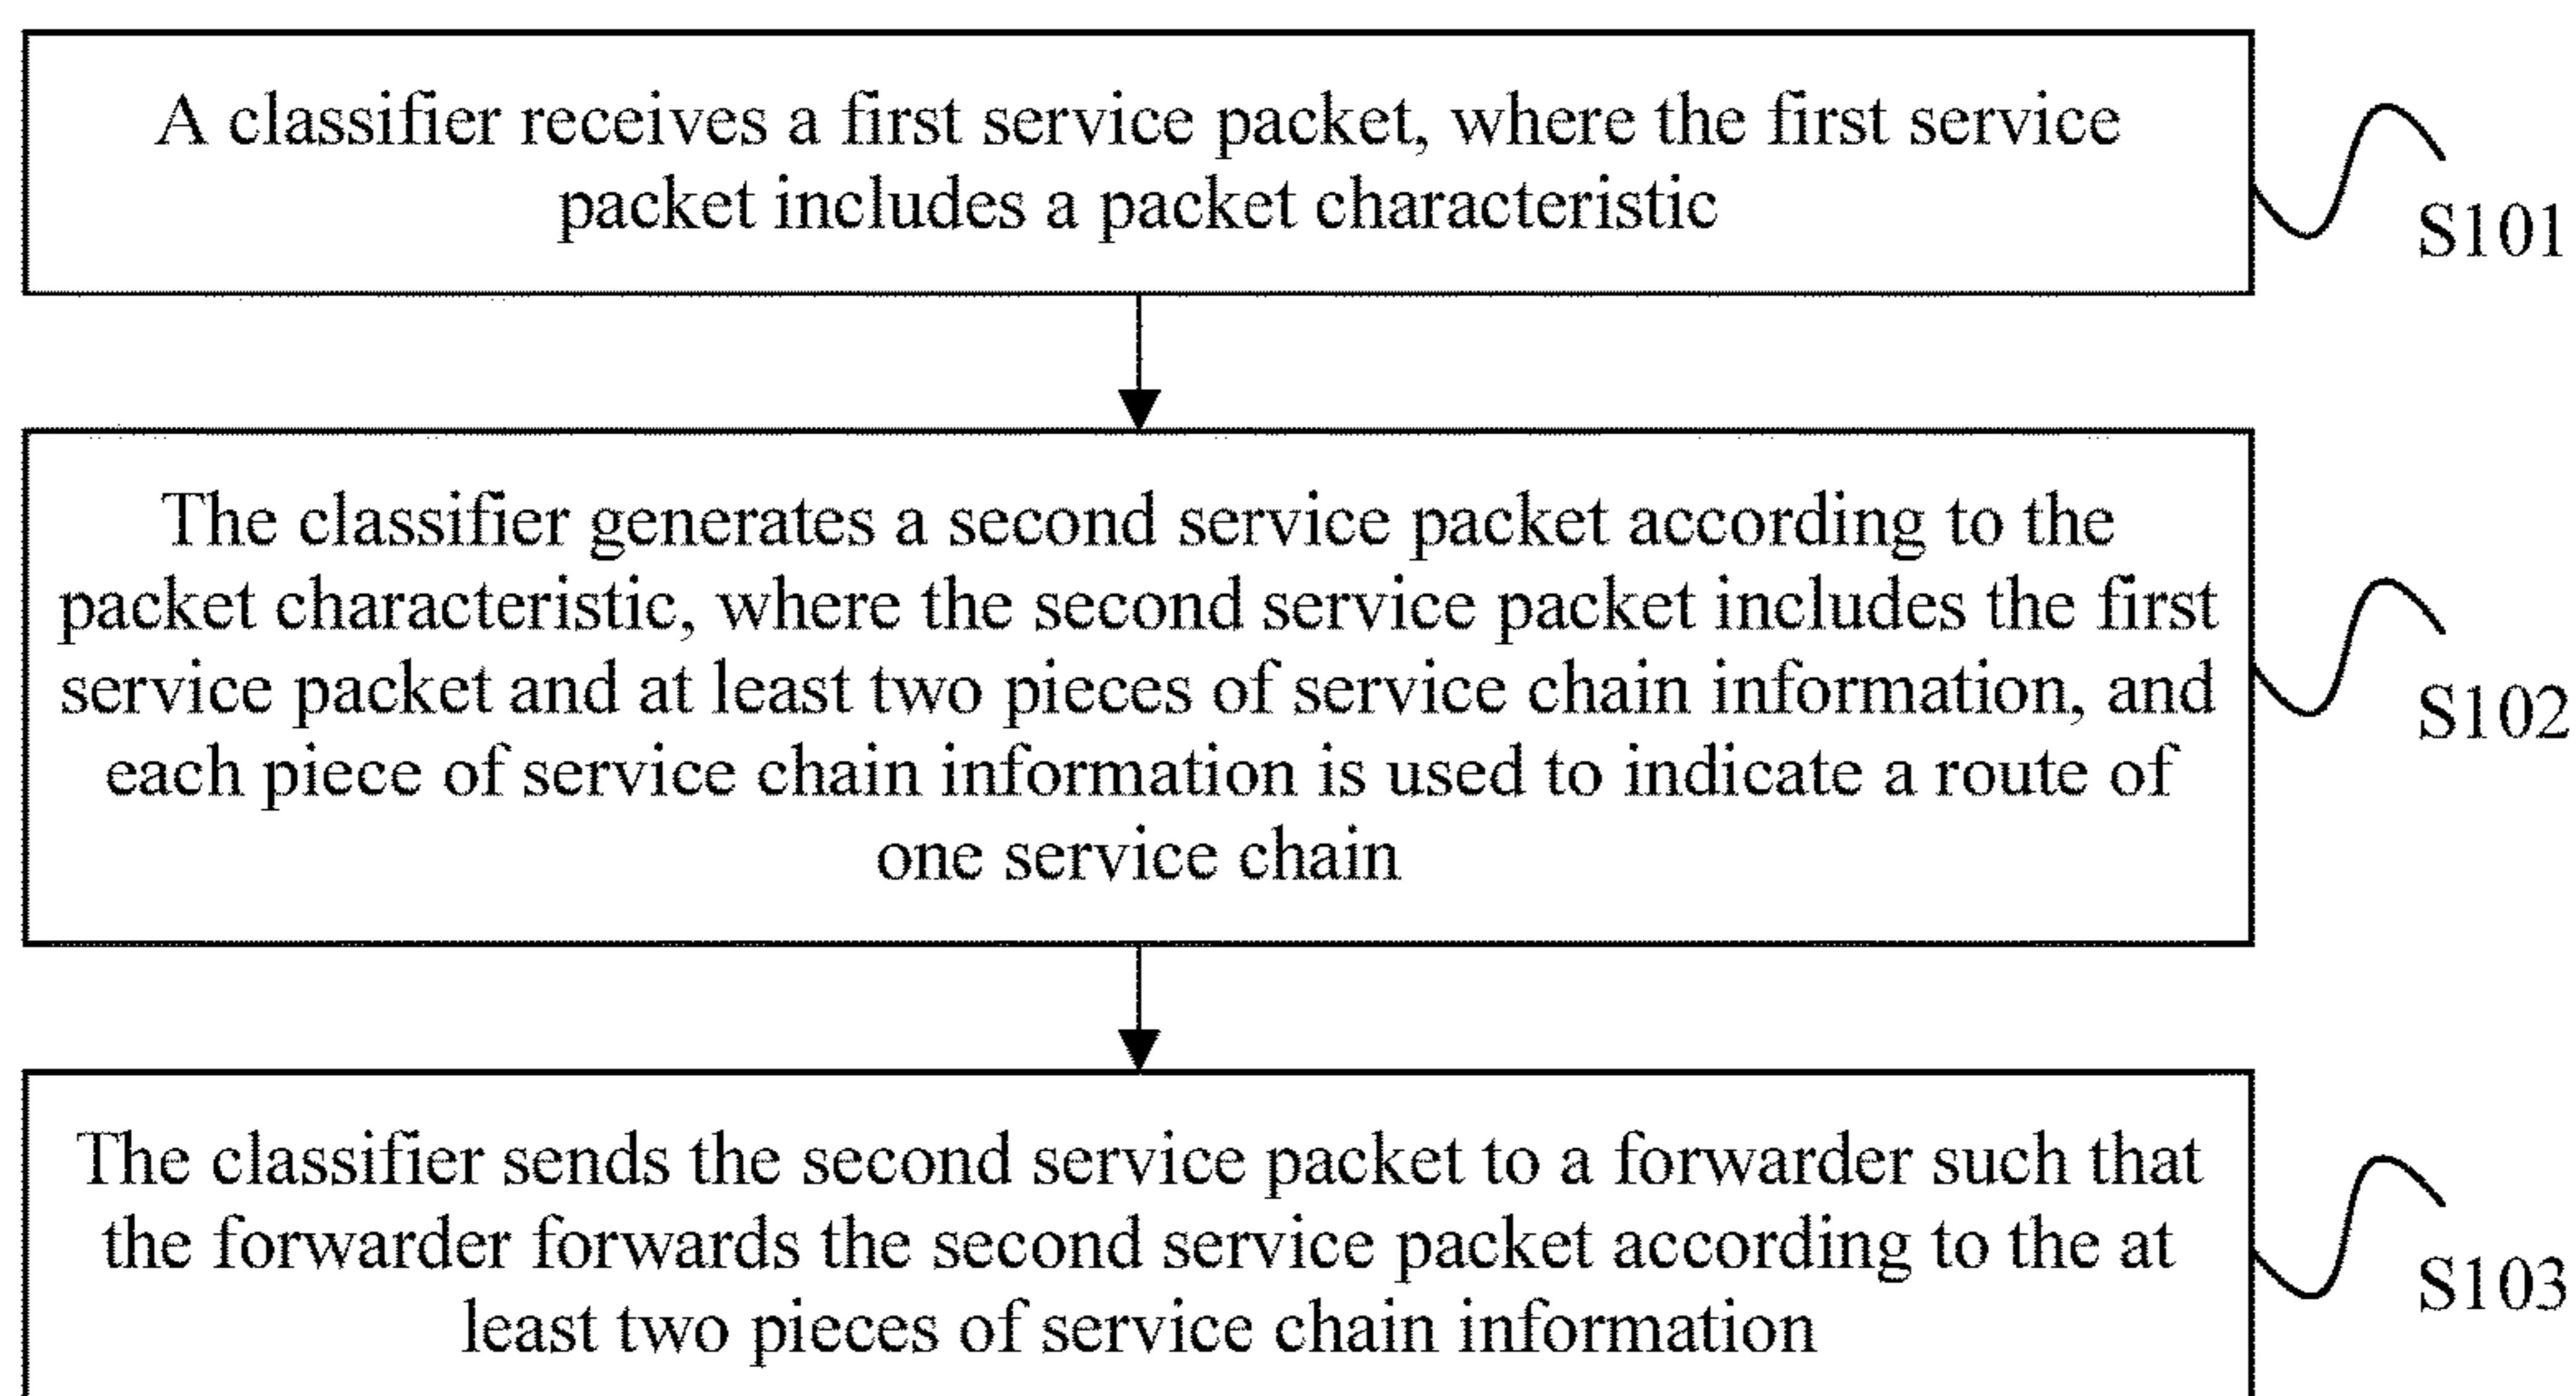 A classifier receives a first service packet, where the first service
packet includes a packet characteristic
S101
The classifier generates a second service packet according to the
packet characteristic, where the second service packet includes the first
service packet and at least two pieces of service chain information, and
each piece of service chain information is used to indicate a route of
one service chain
S102
The classifier sends the second service packet to a forwarder such that
the forwarder forwards the second service packet according to the at
least two pieces of service chain information
S103